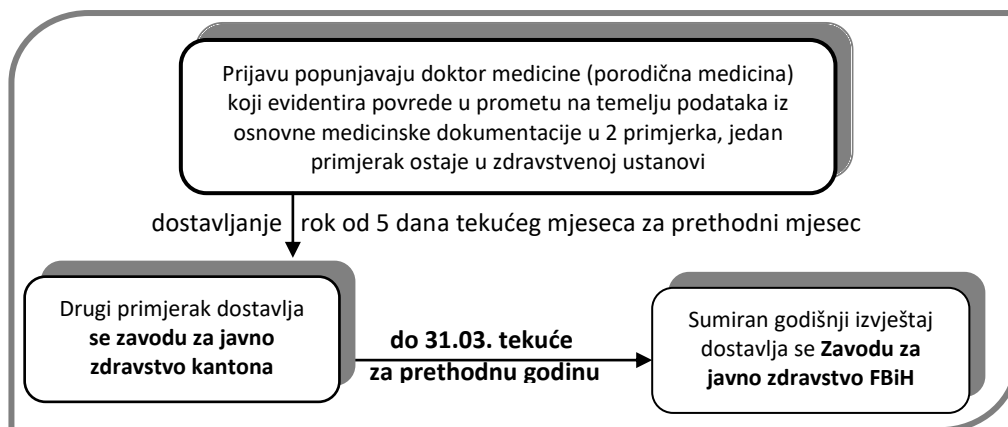 Prijavu popunjavaju doktor medicine (porodična medicina)
koji evidentira povrede u prometu na temelju podataka iz
osnovne medicinske dokumentacije u 2 primjerka, jedan
primjerak ostaje u zdravstvenoj ustanovi
dostavljanje rok od 5 dana tekućeg mjeseca za prethodni mjesec
Drugi primjerak dostavlja
se zavodu za javno
zdravstvo kantona
do 31.03. tekuće
za prethodnu godinu
Sumiran godišnji izvještaj
dostavlja se Zavodu za
javno zdravstvo FBiH